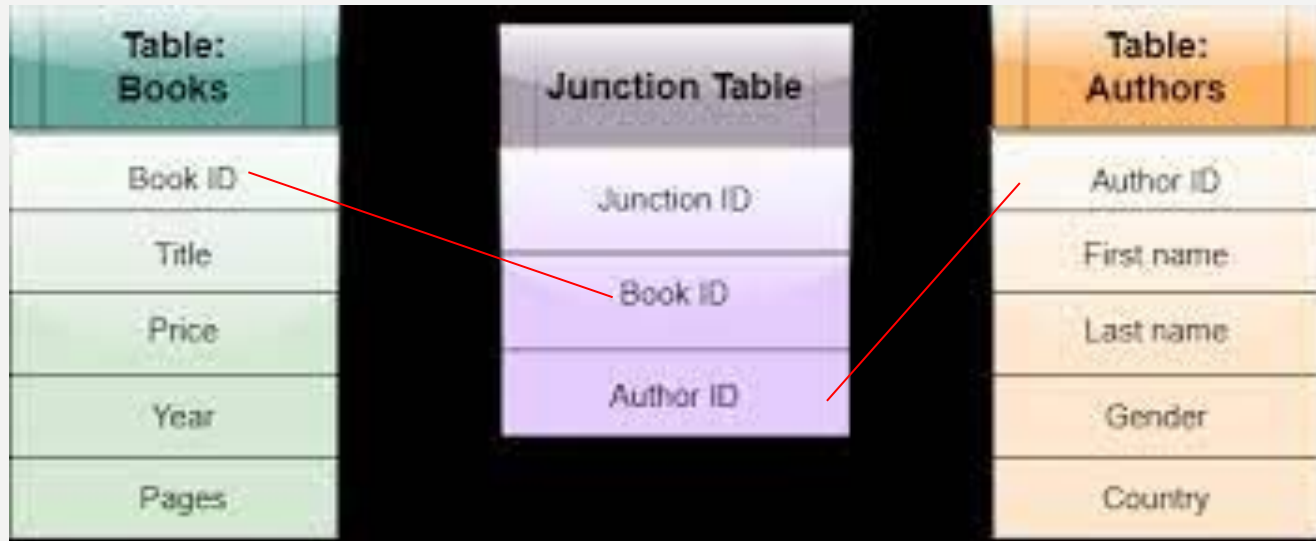 Table:
Books
Book ID
Title
Price
Year
Pages
Junction Table
Junction ID
Book ID
Author ID
Table:
Authors
Author ID
First name
Last name
Gender
Country